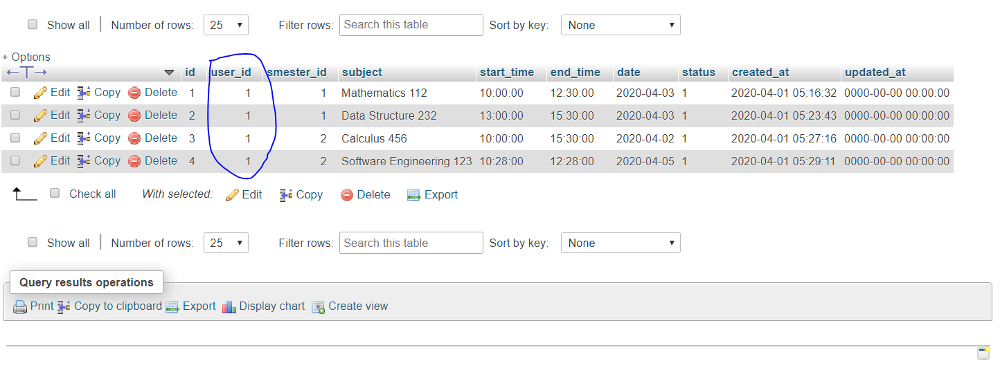 Show all Number of rows: 25 Filter rows: Search this table Sort by key: None
+ Options
id user_id smester_id subject start_time end_time date status created_at updated_at
Edit Copy Delete 1 1 1 Mathematics 112 10:00:00 12:30:00 2020-04-03 1 2020-04-01 05:16:32 0000-00-00 00:00:00
Edit Copy Delete 2 1 1 Data Structure 232 13:00:00 15:30:00 2020-04-03 1 2020-04-01 05:23:43 0000-00-00 00:00:00
Edit Copy Delete 3 1 2 Calculus 456 10:00:00 15:30:00 2020-04-02 1 2020-04-01 05:27:16 0000-00-00 00:00:00
Edit Copy Delete 4 1 2 Software Engineering 123 10:28:00 12:28:00 2020-04-05 1 2020-04-01 05:29:11 0000-00-00 00:00:00
Check all With selected: Edit Copy Delete Export
Show all Number of rows: 25 Filter rows: Search this table Sort by key: None
Query results operations
Print Copy to clipboard Export Display chart Create view